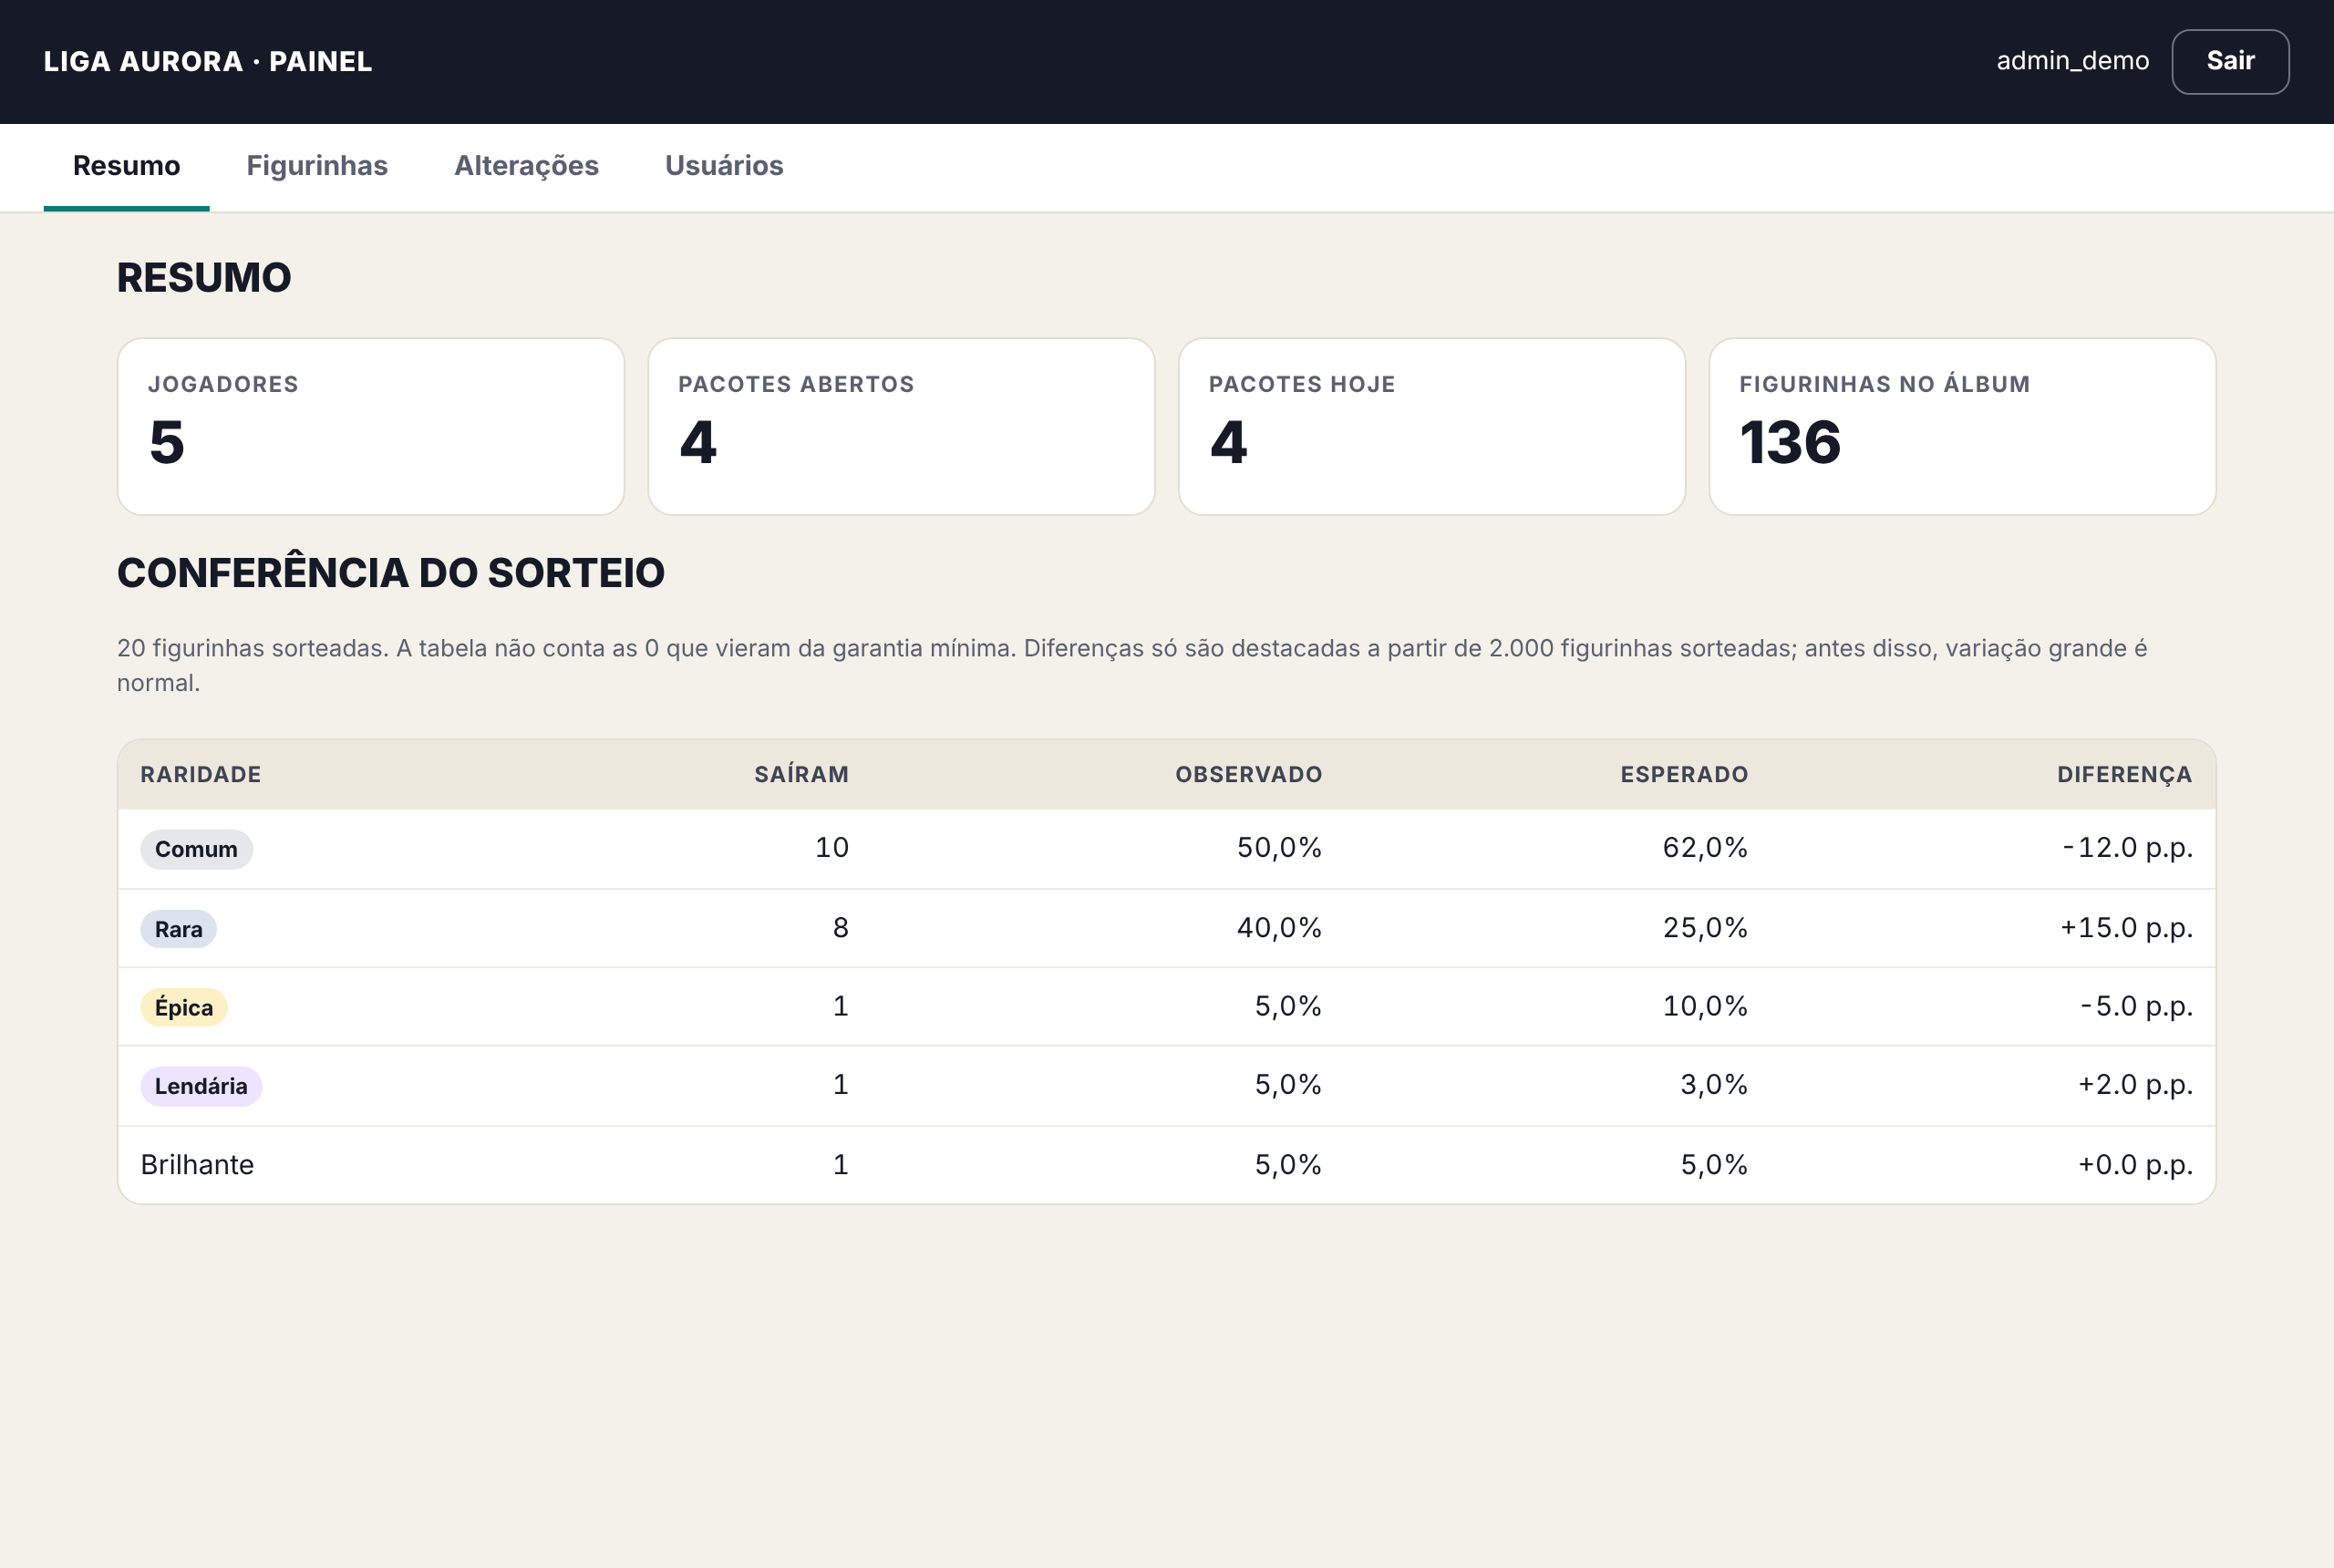 LIGA AURORA · PAINEL
admin_demo
Sair
Resumo
Figurinhas
Alterações
Usuários
RESUMO
JOGADORES
5
PACOTES ABERTOS
4
PACOTES HOJE
4
FIGURINHAS NO ÁLBUM
136
CONFERÊNCIA DO SORTEIO
20 figurinhas sorteadas. A tabela não conta as 0 que vieram da garantia mínima. Diferenças só são destacadas a partir de 2.000 figurinhas sorteadas; antes disso, variação grande é
normal.
RARIDADE SAÍRAM OBSERVADO ESPERADO DIFERENÇA
Comum 10 50,0% 62,0% -12.0 p.p.
Rara 8 40,0% 25,0% +15.0 p.p.
Épica 1 5,0% 10,0% -5.0 p.p.
Lendária 1 5,0% 3,0% +2.0 p.p.
Brilhante 1 5,0% 5,0% +0.0 p.p.